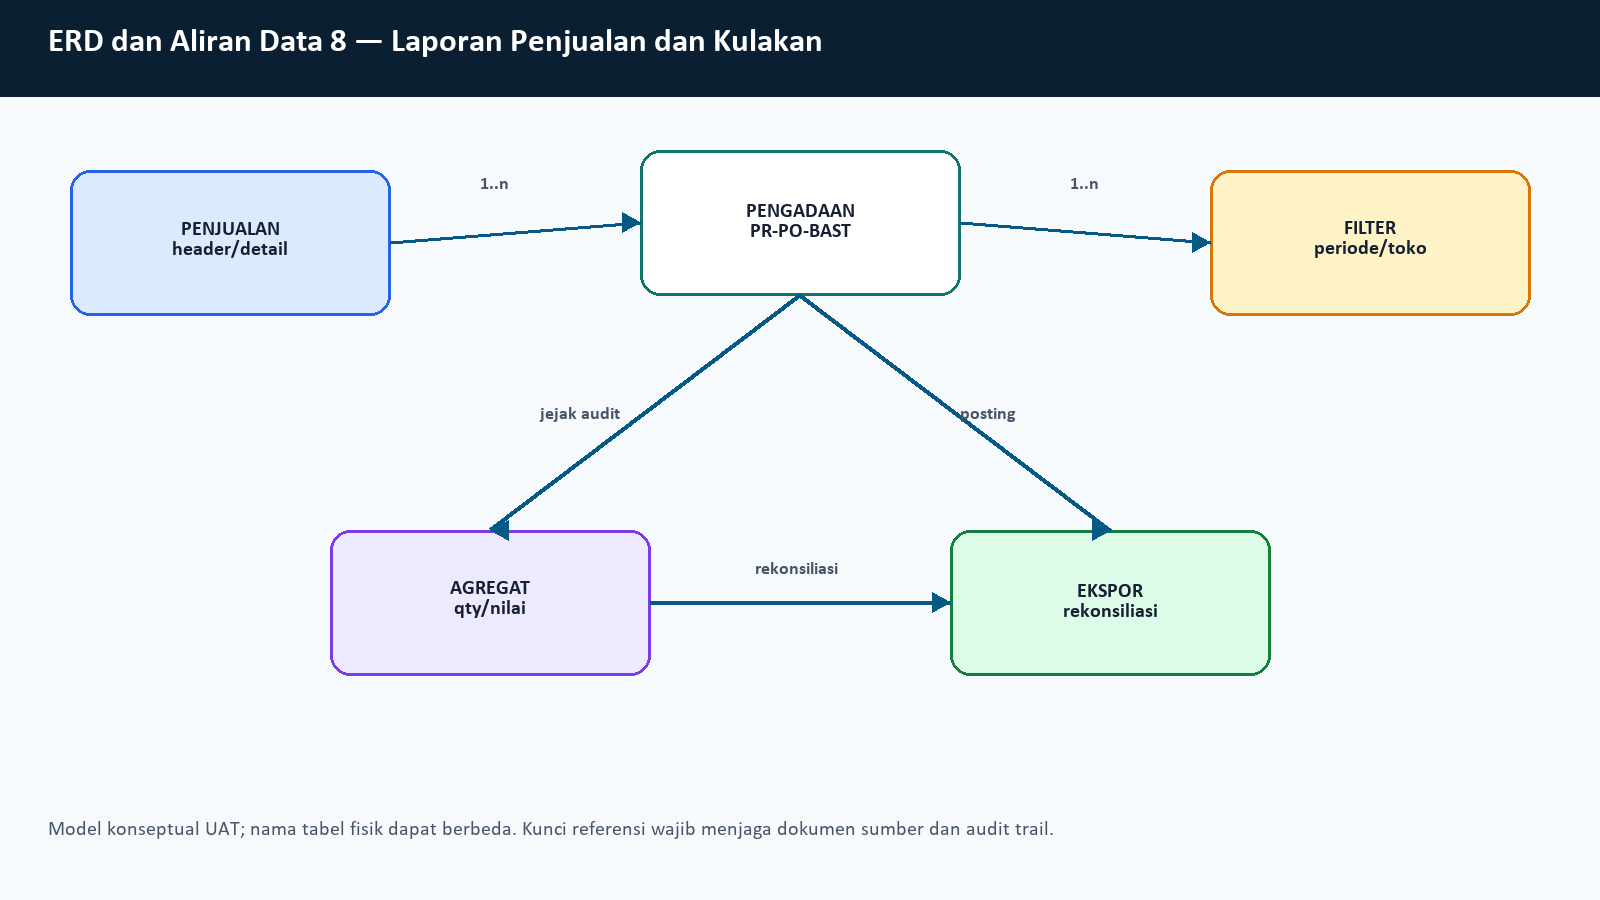 ERD dan Aliran Data 8 — Laporan Penjualan dan Kulakan
PENJUALAN
header/detail
1..n
PENGADAAN
PR-PO-BAST
1..n
FILTER
periode/toko
jejak audit
posting
AGREGAT
qty/nilai
rekonsiliasi
EKSPOR
rekonsiliasi
Model konseptual UAT; nama tabel fisik dapat berbeda. Kunci referensi wajib menjaga dokumen sumber dan audit trail.